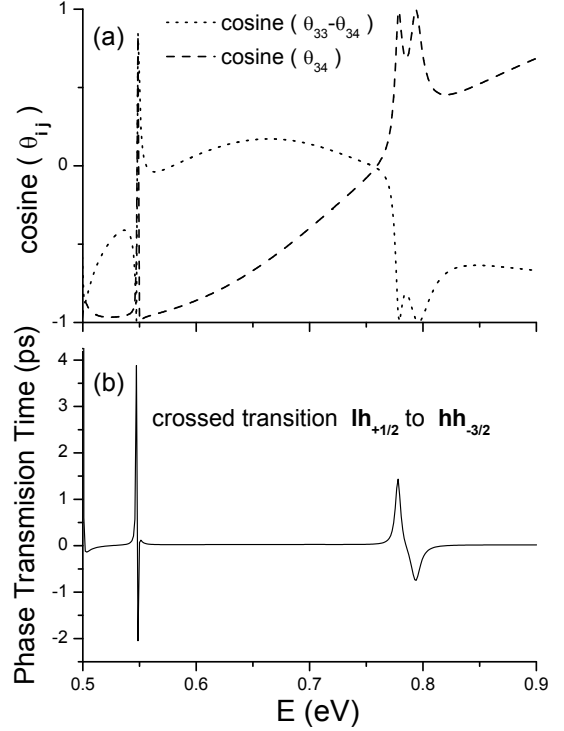 (a)
cosine ( θ33-θ34 )
cosine ( θ34 )
1
0
-1
cosine ( θi j )
(b)
crossed transition lh+1/2 to hh-3/2
4
3
2
1
0
-1
-2
Phase Transmision Time (ps)
0.5 0.6 0.7 0.8 0.9
E (eV)